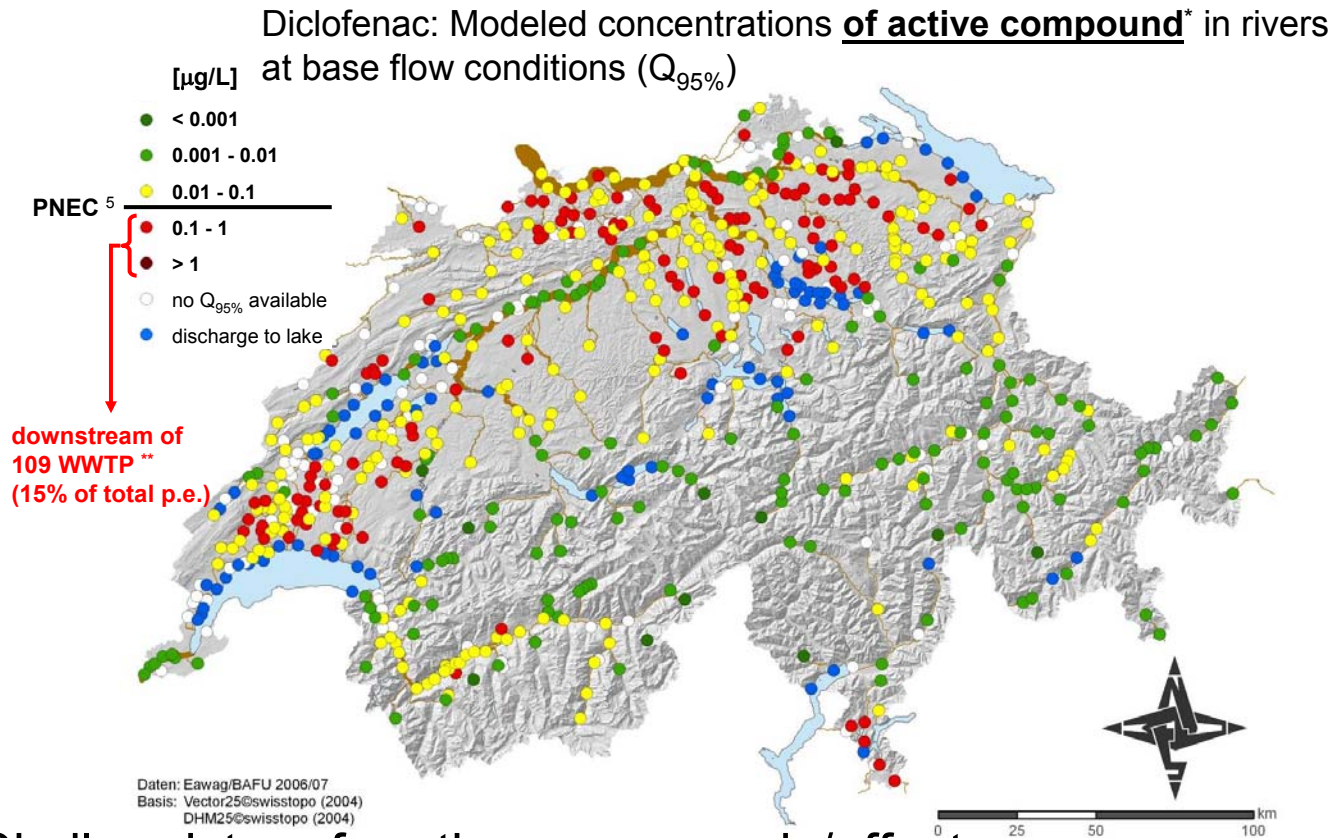 Diclofenac: Modeled concentrations of active compound* in rivers
at base flow conditions (Q95%)
[µg/L]
< 0.001
0.001 - 0.01
0.01 - 0.1
PNEC 5
0.1 - 1
> 1
no Q95% available
discharge to lake
downstream of
109 WWTP **
(15% of total p.e.)
Daten: Eawag/BAFU 2006/07
Basis: Vector25©swisstopo (2004)
DHM25©swisstopo (2004)
km
0 25 50 100